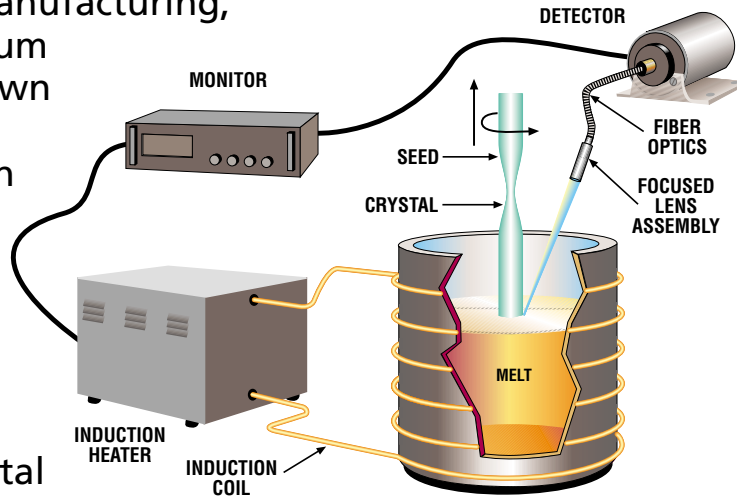 anufacturing,
um
wn
n
tal
DETECTOR
MONITOR
FIBER
OPTICS
SEED
FOCUSED
LENS
ASSEMBLY
CRYSTAL
MELT
INDUCTION
HEATER
INDUCTION
COIL